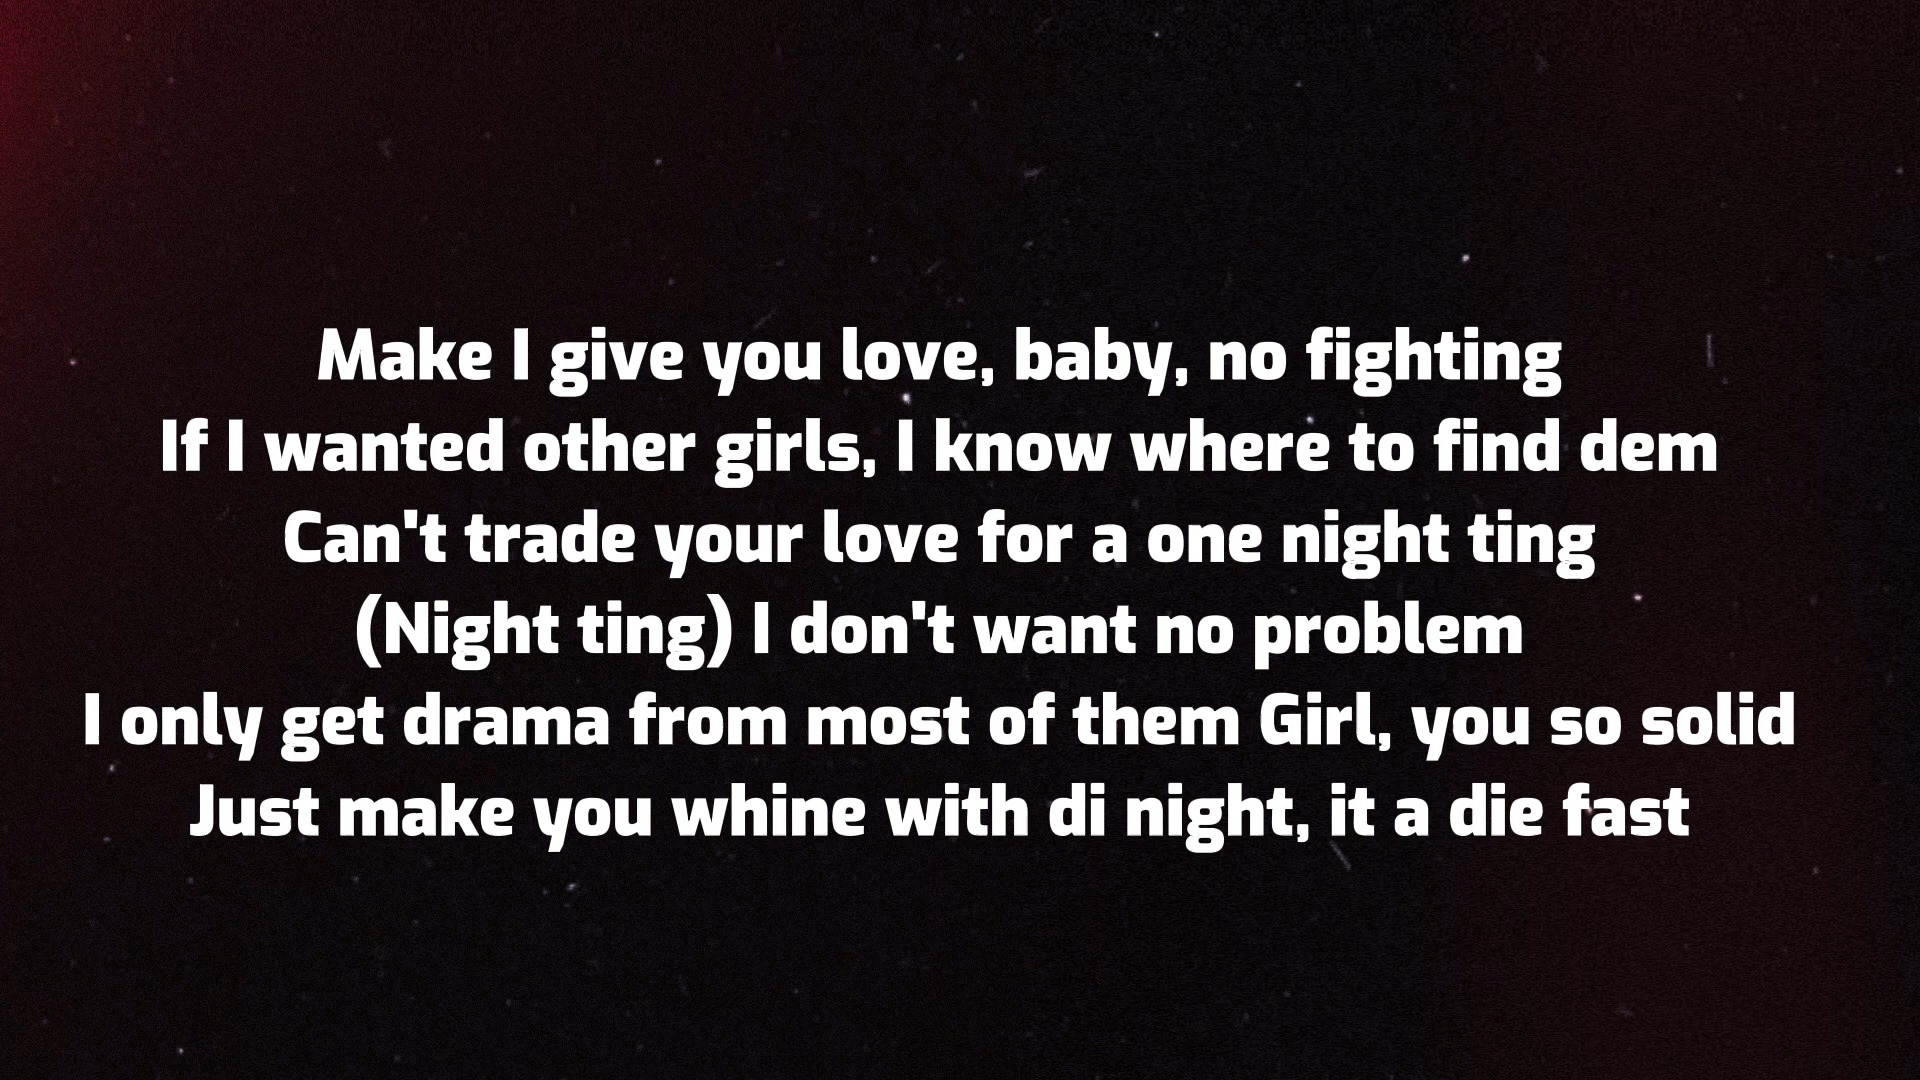 Make I give you love, baby, no fighting
If I wanted other girls, I know where to find dem
Can't trade your love for a one night ting
(Night ting) I don't want no problem
I only get drama from most of them Girl, you so solid
Just make you whine with di night, it a die fast